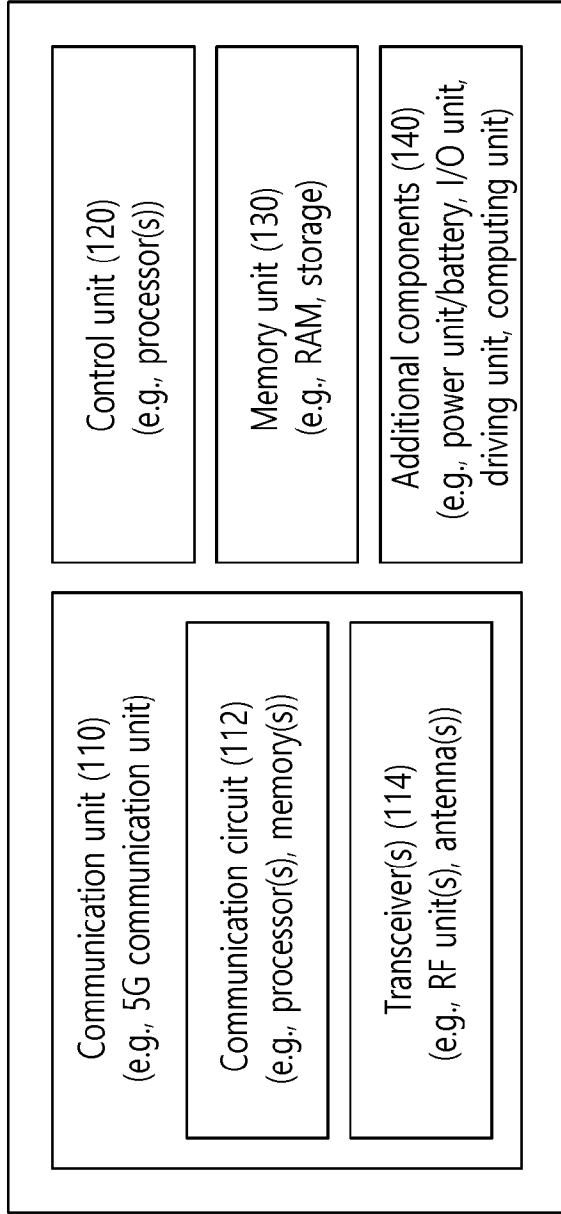 Communication unit (110)
(e.g., 5G communication unit)
Communication circuit (112)
(e.g., processor(s), memory(s))
Transceiver(s) (114)
(e.g., RF unit(s), antenna(s))
Control unit (120)
(e.g., processor(s))
Memory unit (130)
(e.g., RAM, storage)
Additional components (140)
(e.g., power unit/battery, I/O unit,
driving unit, computing unit)